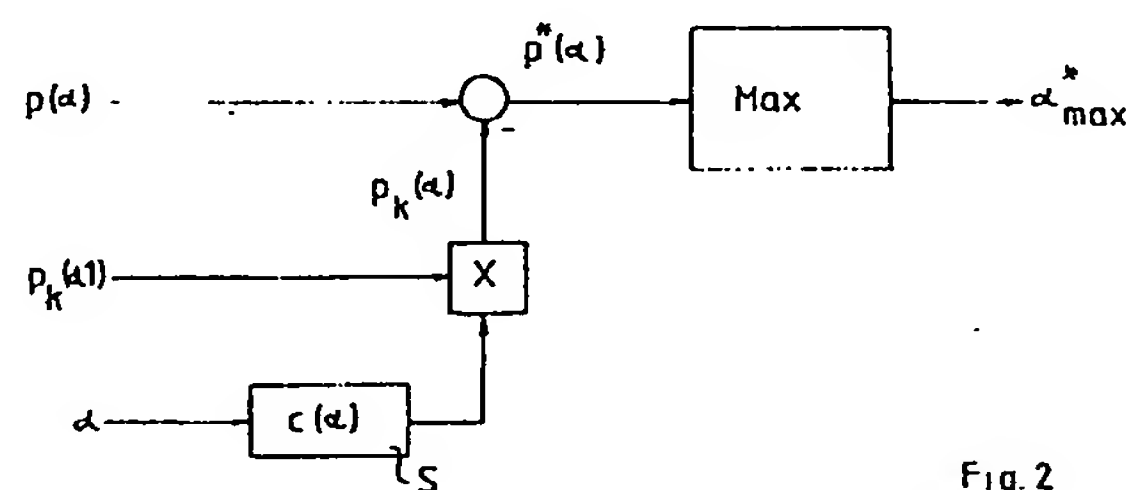 p*(α)
p(α)
Max
α*max
-
pk(α)
pk(α1)
X
α
c(α)
S
Fig. 2